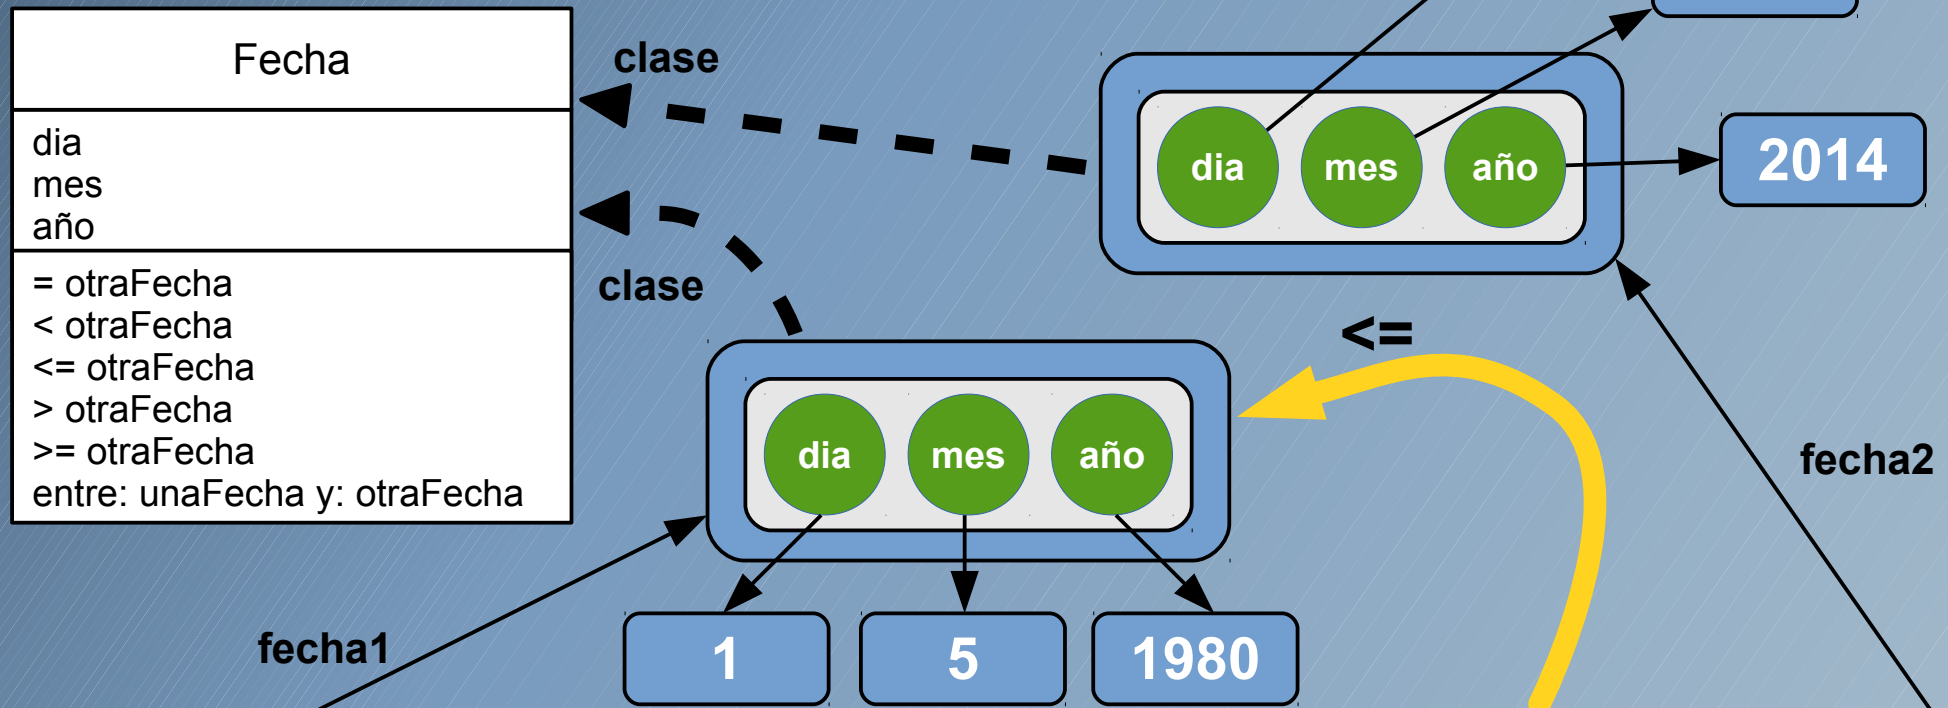 Fecha
dia
mes
año
= otraFecha
< otraFecha
<= otraFecha
> otraFecha
>= otraFecha
entre: unaFecha y: otraFecha
clase
clase
dia
mes
año
2014
<=
dia
mes
año
fecha2
fecha1
1
5
1980